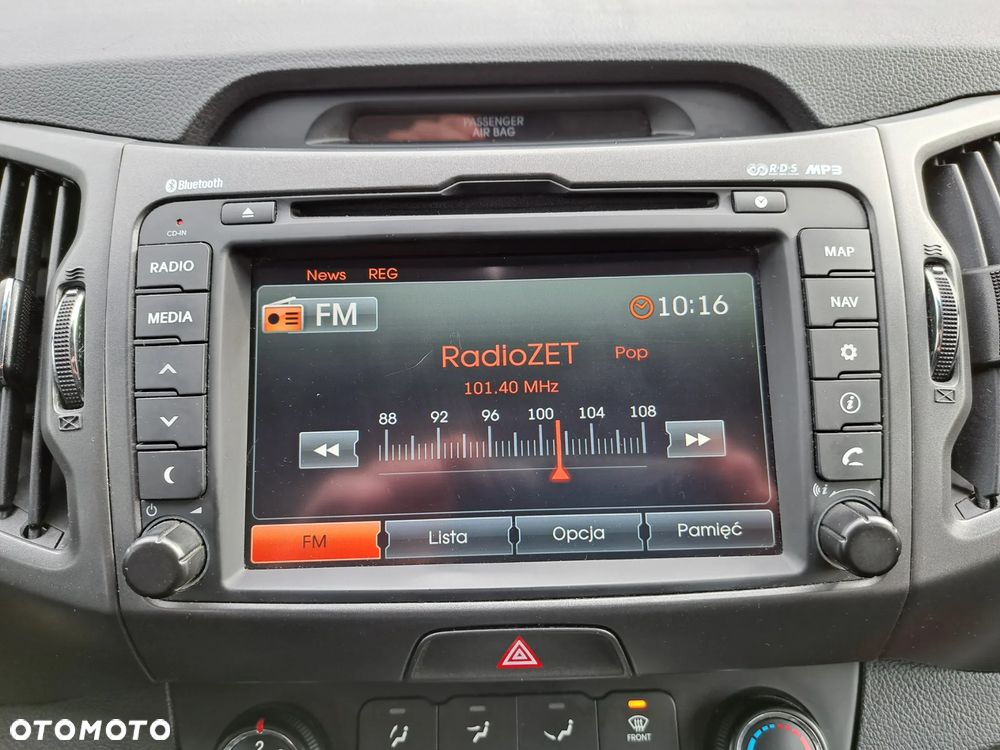 PASSENGER
AIR BAG
Bluetooth
R·D·S MP3
CD-IN
RADIO
MEDIA
MAP
NAV
News REG
FM
10:16
RadioZET Pop
101.40 MHz
88 92 96 100 104 108
FM Lista Opcja Pamięć
2
FRONT
OTOMOTO